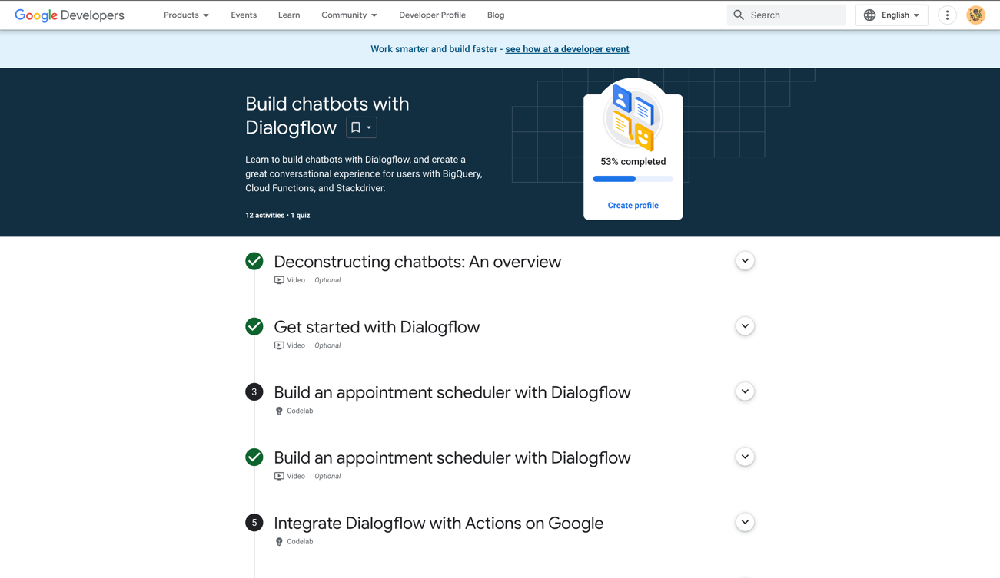 Google Developers
Products
Events
Learn
Community
Developer Profile
Blog
Search
English
Work smarter and build faster - see how at a developer event
Build chatbots with
Dialogflow
Learn to build chatbots with Dialogflow, and create a
great conversational experience for users with BigQuery,
Cloud Functions, and Stackdriver.
12 activities • 1 quiz
53% completed
Create profile
Deconstructing chatbots: An overview
Video Optional
Get started with Dialogflow
Video Optional
3 Build an appointment scheduler with Dialogflow
Codelab
Build an appointment scheduler with Dialogflow
Video Optional
5 Integrate Dialogflow with Actions on Google
Codelab